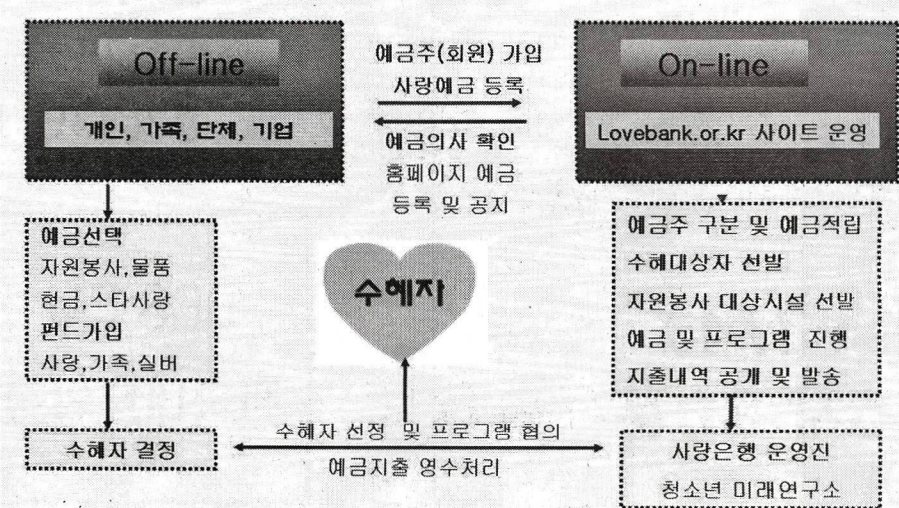 Off-line
개인, 가족, 단체, 기업
예금주(회원) 가입
사랑예금 등록
예금의사 확인
홈페이지 예금
등록 및 공지
On-line
Lovebank.or.kr 사이트 운영
예금선택
자원봉사,물품
현금,스타사랑
펀드가입
사랑,가족,실버
수혜자
예금주 구분 및 예금적립
수혜대상자 선발
자원봉사 대상시설 선발
예금 및 프로그램 진행
지출내역 공개 및 발송
수혜자 결정
수혜자 선정 및 프로그램 협의
예금지출 영수처리
사랑은행 운영진
청소년 미래연구소